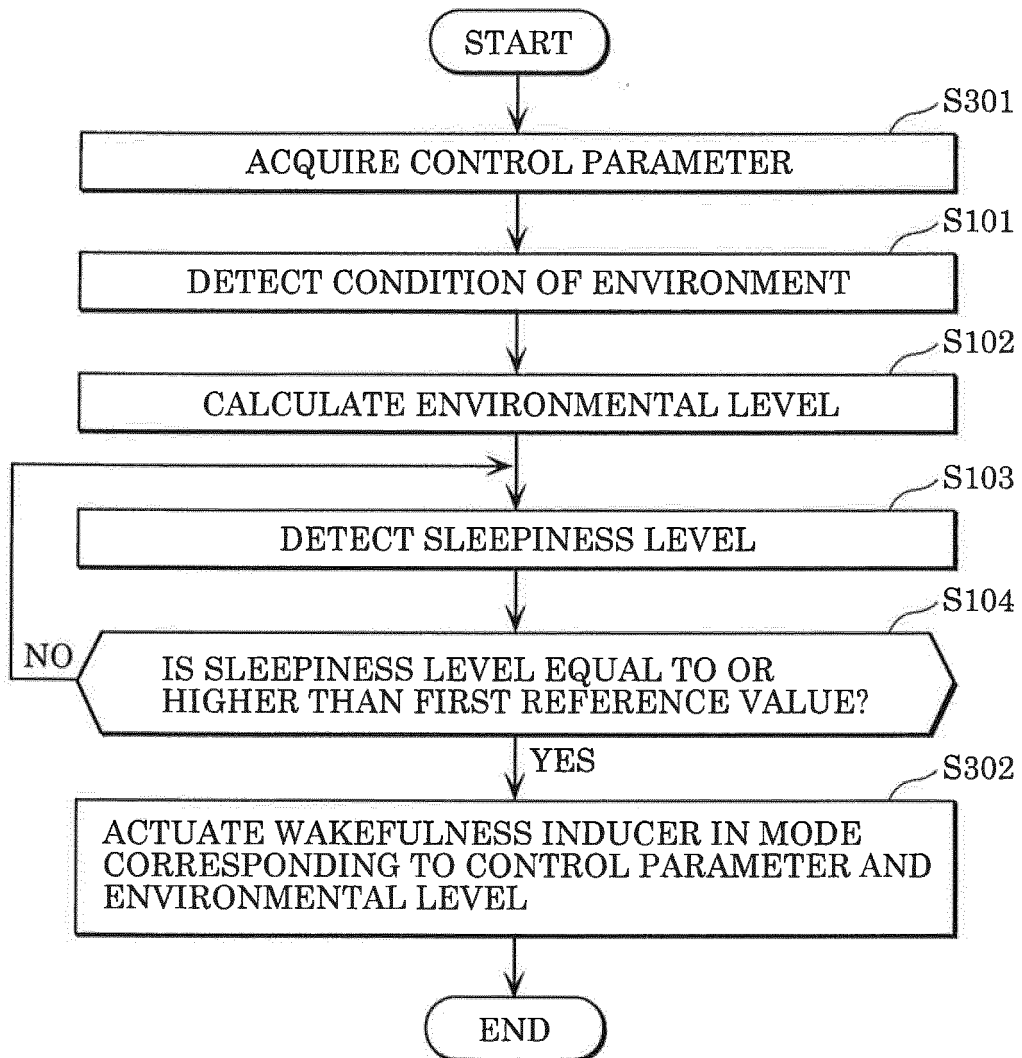 START
S301
ACQUIRE CONTROL PARAMETER
S101
DETECT CONDITION OF ENVIRONMENT
S102
CALCULATE ENVIRONMENTAL LEVEL
S103
DETECT SLEEPINESS LEVEL
S104
NO
IS SLEEPINESS LEVEL EQUAL TO OR
HIGHER THAN FIRST REFERENCE VALUE?
YES
S302
ACTUATE WAKEFULNESS INDUCER IN MODE
CORRESPONDING TO CONTROL PARAMETER AND
ENVIRONMENTAL LEVEL
END